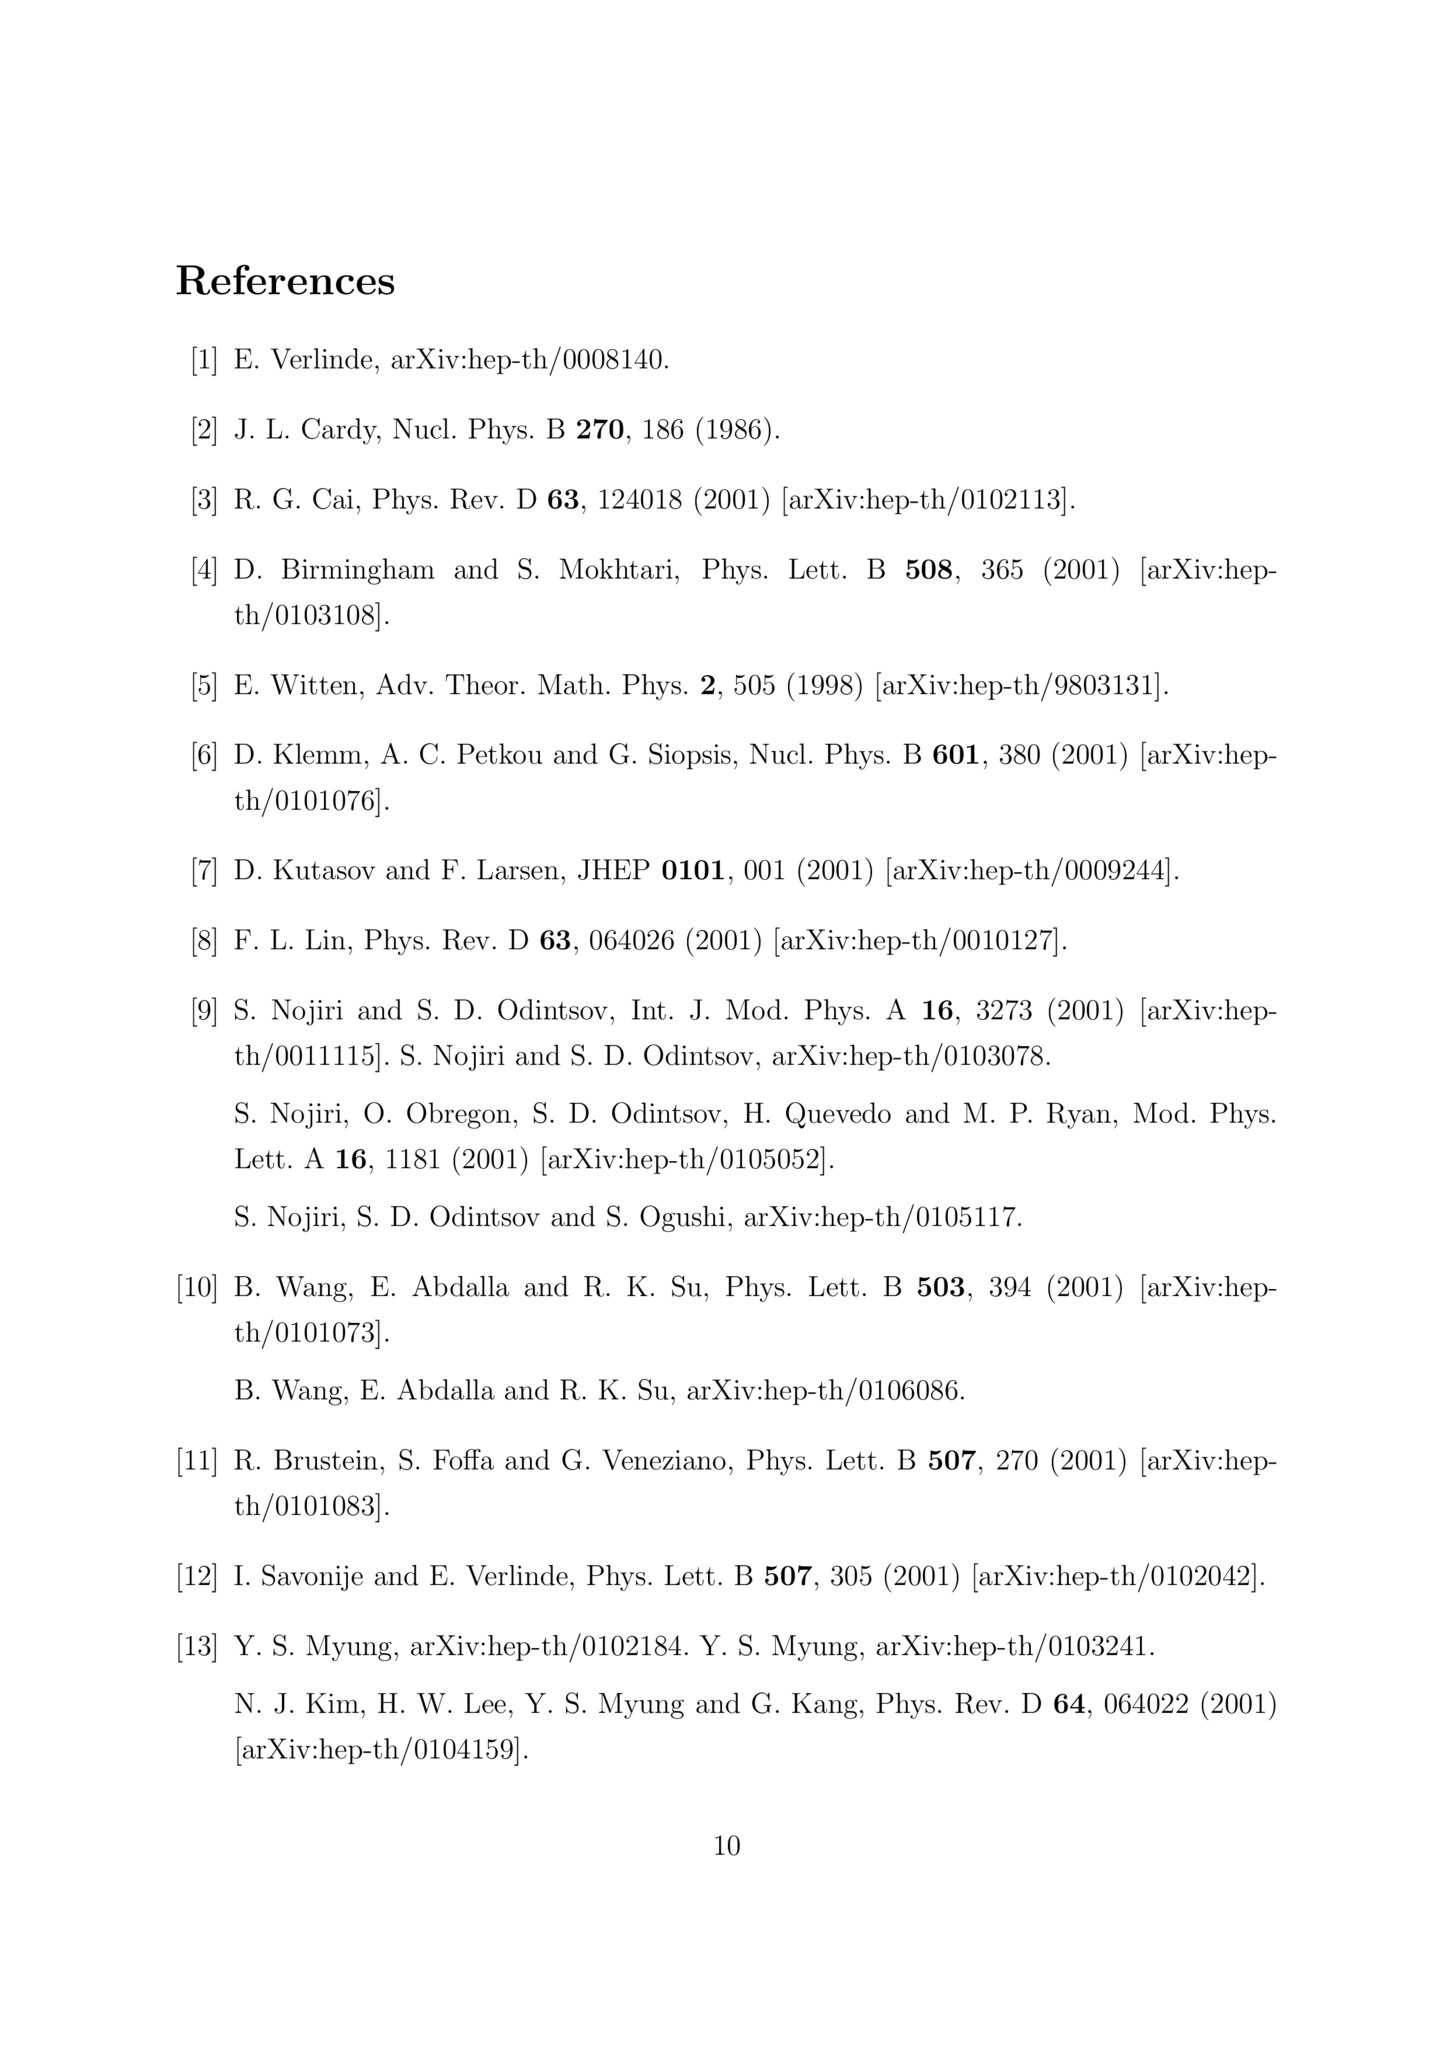 References
[1] E. Verlinde, arXiv:hep-th/0008140.
[2] J. L. Cardy, Nucl. Phys. B 270, 186 (1986).
[3] R. G. Cai, Phys. Rev. D 63, 124018 (2001) [arXiv:hep-th/0102113].
[4] D. Birmingham and S. Mokhtari, Phys. Lett. B 508, 365 (2001) [arXiv:hep-
th/0103108].
[5] E. Witten, Adv. Theor. Math. Phys. 2, 505 (1998) [arXiv:hep-th/9803131].
[6] D. Klemm, A. C. Petkou and G. Siopsis, Nucl. Phys. B 601, 380 (2001) [arXiv:hep-
th/0101076].
[7] D. Kutasov and F. Larsen, JHEP 0101, 001 (2001) [arXiv:hep-th/0009244].
[8] F. L. Lin, Phys. Rev. D 63, 064026 (2001) [arXiv:hep-th/0010127].
[9] S. Nojiri and S. D. Odintsov, Int. J. Mod. Phys. A 16, 3273 (2001) [arXiv:hep-
th/0011115]. S. Nojiri and S. D. Odintsov, arXiv:hep-th/0103078.
S. Nojiri, O. Obregon, S. D. Odintsov, H. Quevedo and M. P. Ryan, Mod. Phys.
Lett. A 16, 1181 (2001) [arXiv:hep-th/0105052].
S. Nojiri, S. D. Odintsov and S. Ogushi, arXiv:hep-th/0105117.
[10] B. Wang, E. Abdalla and R. K. Su, Phys. Lett. B 503, 394 (2001) [arXiv:hep-
th/0101073].
B. Wang, E. Abdalla and R. K. Su, arXiv:hep-th/0106086.
[11] R. Brustein, S. Foffa and G. Veneziano, Phys. Lett. B 507, 270 (2001) [arXiv:hep-
th/0101083].
[12] I. Savonije and E. Verlinde, Phys. Lett. B 507, 305 (2001) [arXiv:hep-th/0102042].
[13] Y. S. Myung, arXiv:hep-th/0102184. Y. S. Myung, arXiv:hep-th/0103241.
N. J. Kim, H. W. Lee, Y. S. Myung and G. Kang, Phys. Rev. D 64, 064022 (2001)
[arXiv:hep-th/0104159].
10